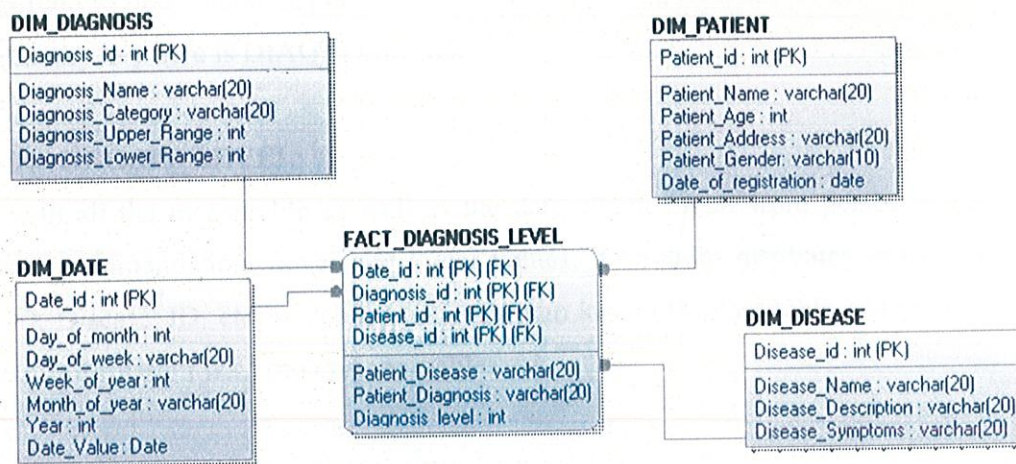 DIM_DIAGNOSIS
Diagnosis_id : int (PK)
Diagnosis_Name : varchar(20)
Diagnosis_Category : varchar(20)
Diagnosis_Upper_Range : int
Diagnosis_Lower_Range : int
DIM_PATIENT
Patient_id : int (PK)
Patient_Name : varchar(20)
Patient_Age : int
Patient_Address : varchar(20)
Patient_Gender: varchar(10)
Date_of_registration : date
FACT_DIAGNOSIS_LEVEL
Date_id : int (PK) (FK)
Diagnosis_id : int (PK) (FK)
Patient_id : int (PK) (FK)
Disease_id : int (PK) (FK)
Patient_Disease : varchar(20)
Patient_Diagnosis : varchar(20)
Diagnosis_level : int
DIM_DATE
Date_id : int (PK)
Day_of_month : int
Day_of_week : varchar(20)
Week_of_year : int
Month_of_year : varchar(20)
Year : int
Date_Value : Date
DIM_DISEASE
Disease_id : int (PK)
Disease_Name : varchar(20)
Disease_Description : varchar(20)
Disease_Symptoms : varchar(20)